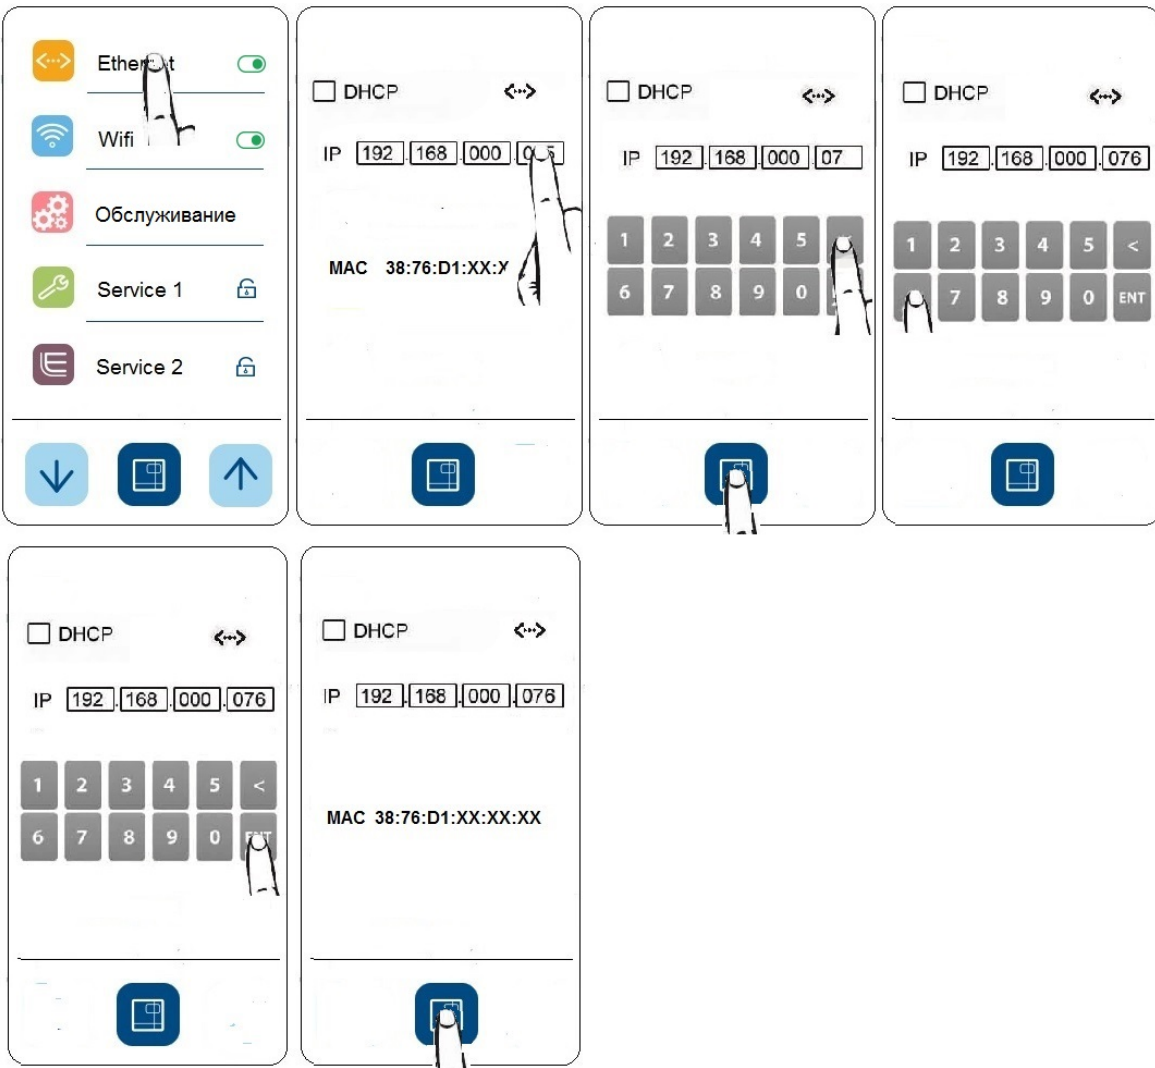 Ethernet
Wifi
Обслуживание
Service 1
Service 2
DHCP <···>
IP 192.168.000.
MAC 38:76:D1:XX:X
DHCP <···>
IP 192.168.000.07
1 2 3 4 5
6 7 8 9 0
DHCP <···>
IP 192.168.000.076
1 2 3 4 5 <
7 8 9 0 ENT
DHCP <···>
IP 192.168.000.076
1 2 3 4 5 <
6 7 8 9 0 ENT
DHCP <···>
IP 192.168.000.076
MAC 38:76:D1:XX:XX:XX